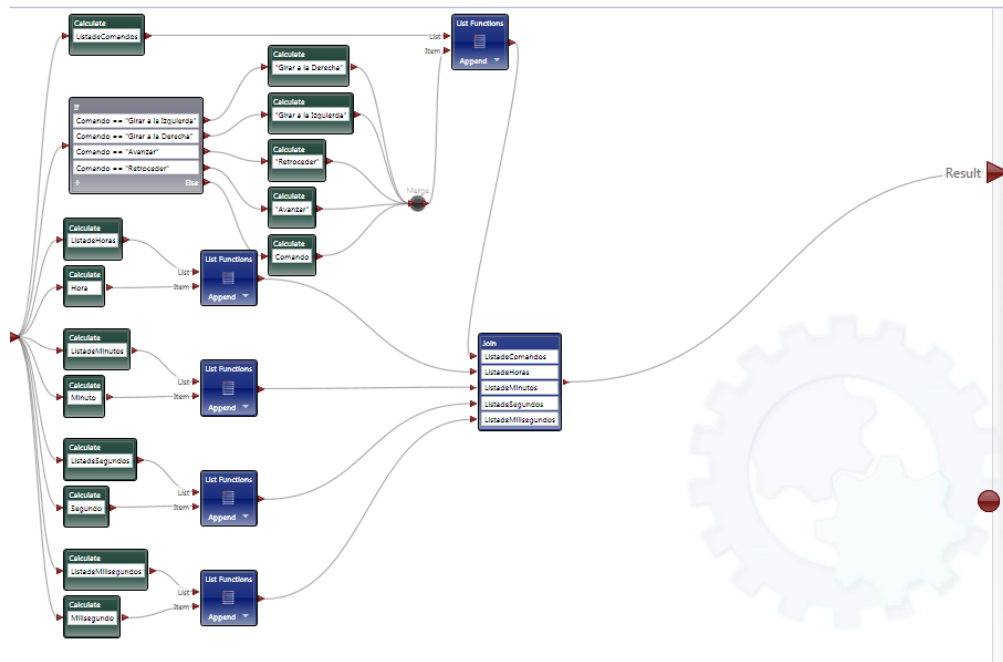 Calculate
ListadeComandos
List Functions
List
Item
Append
Calculate
"Girar a la Derecha"
If
Comando == "Girar a la Izquierda"
Comando == "Girar a la Derecha"
Comando == "Avanzar"
Comando == "Retroceder"
+
Else
Calculate
"Girar a la Izquierda"
Calculate
"Retroceder"
Calculate
"Avanzar"
Merge
Calculate
Comando
Result
Calculate
ListadeHoras
Calculate
Hora
List
Item
List Functions
Append
Calculate
ListadeMinutos
Calculate
Minuto
List
Item
List Functions
Append
Join
ListadeComandos
ListadeHoras
ListadeMinutos
ListadeSegundos
ListadeMilisegundos
Calculate
ListadeSegundos
Calculate
Segundo
List
Item
List Functions
Append
Calculate
ListadeMilisegundos
Calculate
Milisegundo
List
Item
List Functions
Append